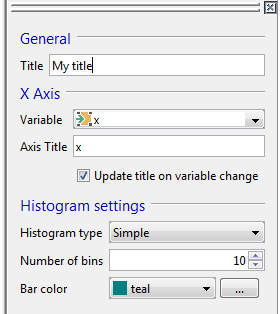 General
Title My title
X Axis
Variable x
Axis Title x
Update title on variable change
Histogram settings
Histogram type Simple
Number of bins 10
Bar color teal ...